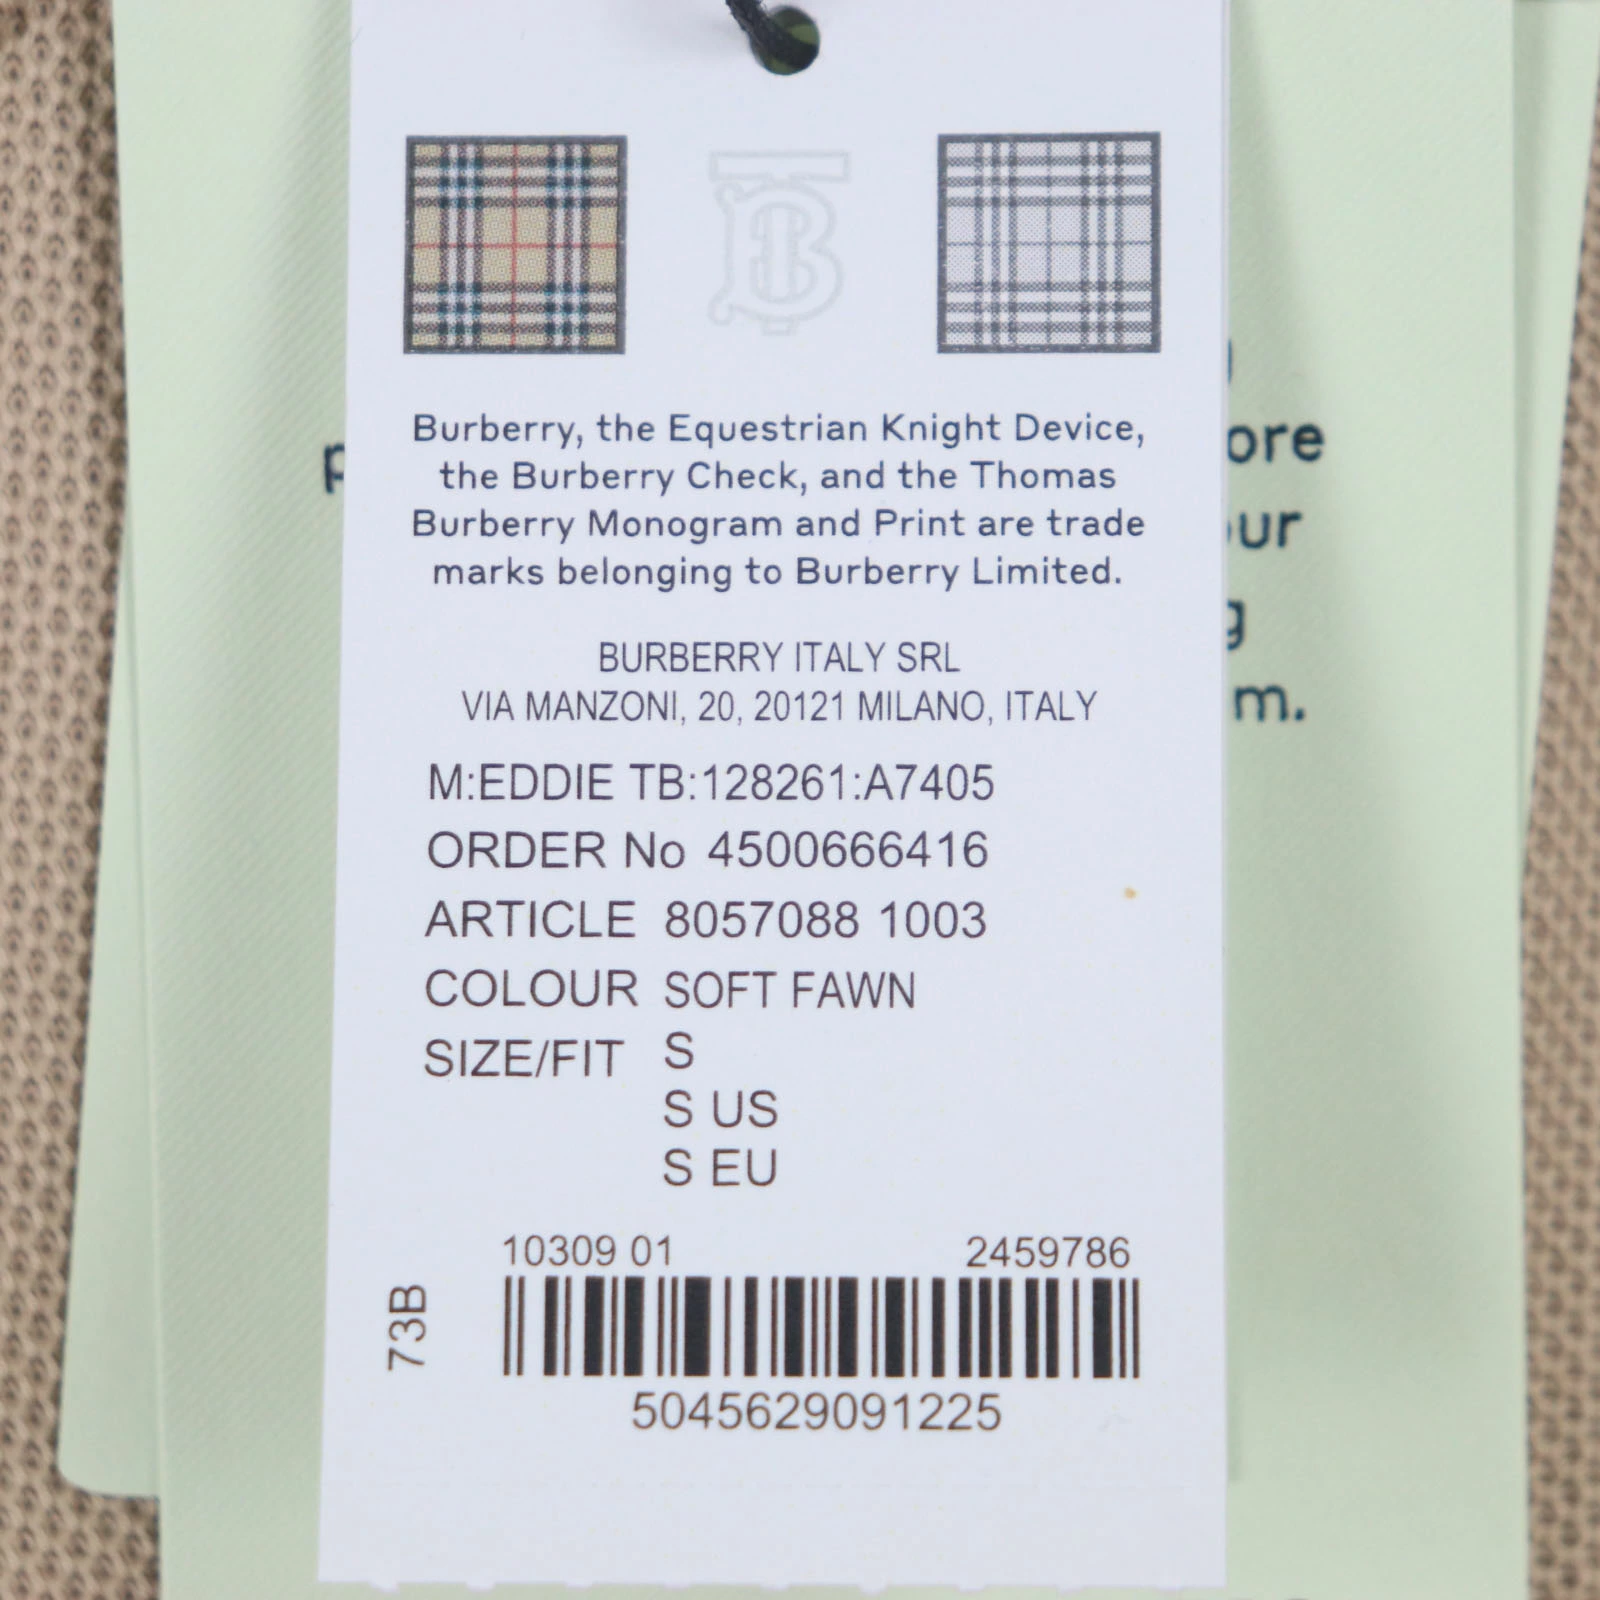 Burberry, the Equestrian Knight Device,
the Burberry Check, and the Thomas
Burberry Monogram and Print are trade
marks belonging to Burberry Limited.
BURBERRY ITALY SRL
VIA MANZONI, 20, 20121 MILANO, ITALY
M:EDDIE TB:128261:A7405
ORDER No 4500666416
ARTICLE 8057088 1003
COLOUR SOFT FAWN
SIZE/FIT S
S US
S EU
10309 01 2459786
73B
5045629091225